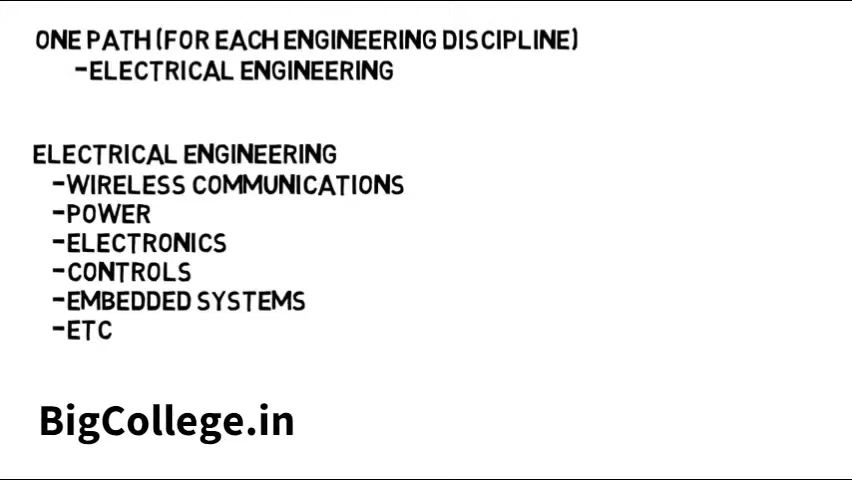 ONE PATH (FOR EACH ENGINEERING DISCIPLINE)
-ELECTRICAL ENGINEERING
ELECTRICAL ENGINEERING
-WIRELESS COMMUNICATIONS
-POWER
-ELECTRONICS
-CONTROLS
-EMBEDDED SYSTEMS
-ETC
BigCollege.in